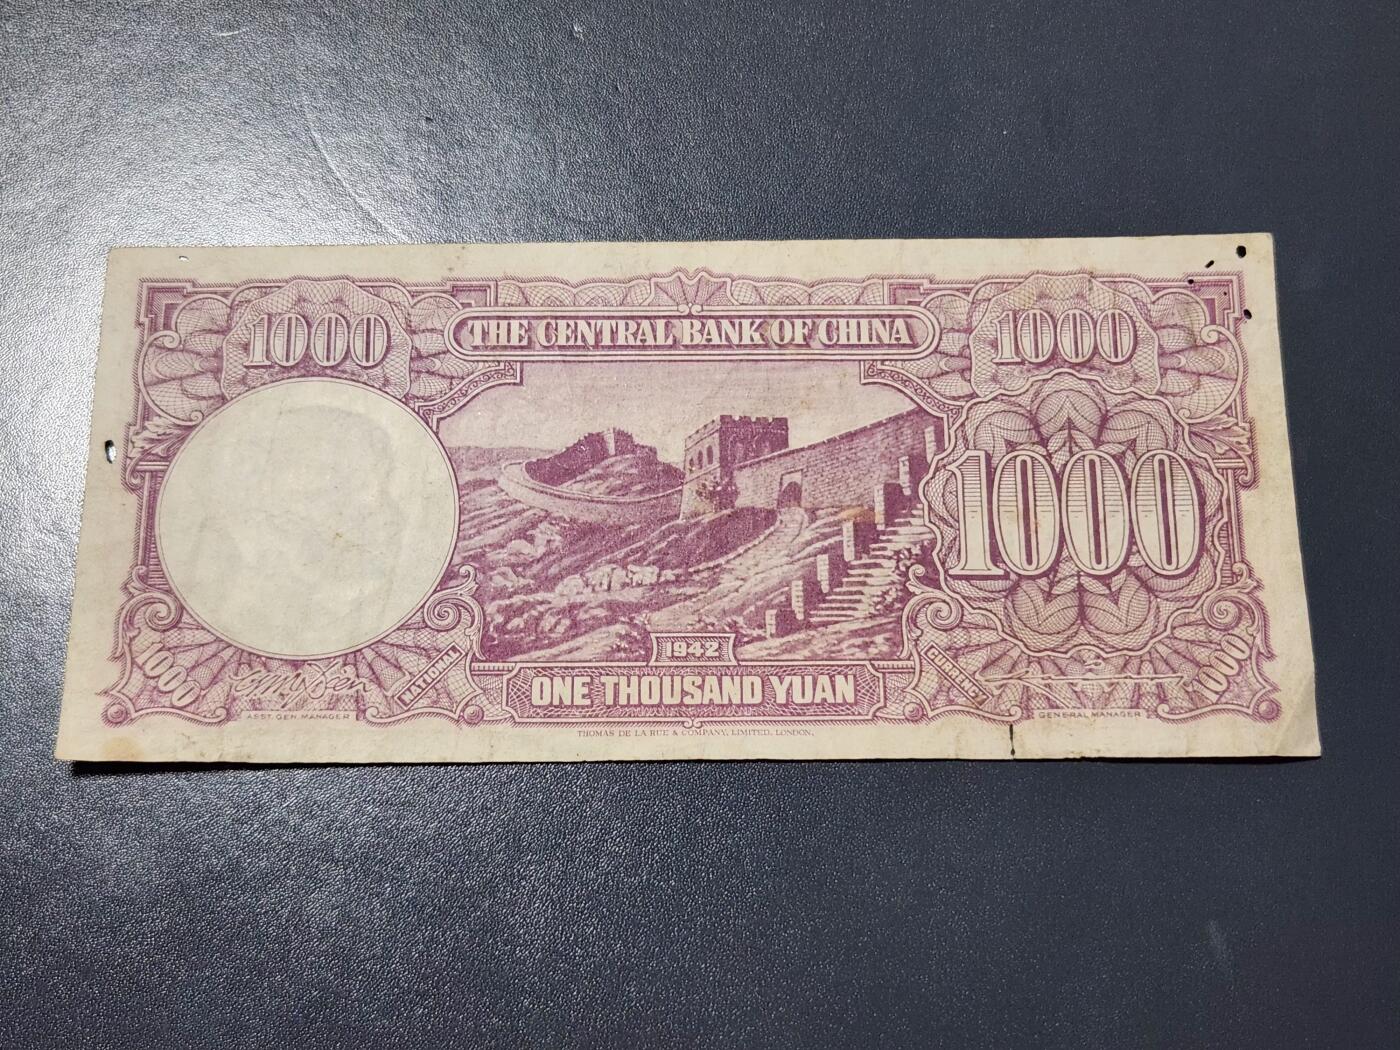 THE CENTRAL BANK OF CHINA
1000
1000
1000
1942
ONE THOUSAND YUAN
1000
NATIONAL
CURRENCY
1000
ASST. GEN. MANAGER
GENERAL MANAGER
THOMAS DE LA RUE & COMPANY, LIMITED, LONDON.